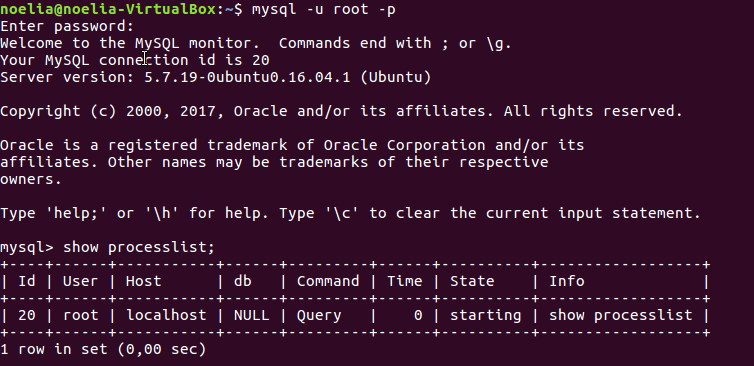 noelia@noelia-VirtualBox:~$ mysql -u root -p
Enter password:
Welcome to the MySQL monitor.  Commands end with ; or \g.
Your MySQL connection id is 20
Server version: 5.7.19-0ubuntu0.16.04.1 (Ubuntu)

Copyright (c) 2000, 2017, Oracle and/or its affiliates. All rights reserved.

Oracle is a registered trademark of Oracle Corporation and/or its
affiliates. Other names may be trademarks of their respective
owners.

Type 'help;' or '\h' for help. Type '\c' to clear the current input statement.

mysql> show processlist;
+----+------+-----------+------+---------+------+----------+------------------+
| Id | User | Host      | db   | Command | Time | State    | Info             |
+----+------+-----------+------+---------+------+----------+------------------+
| 20 | root | localhost | NULL | Query   |    0 | starting | show processlist |
+----+------+-----------+------+---------+------+----------+------------------+
1 row in set (0,00 sec)